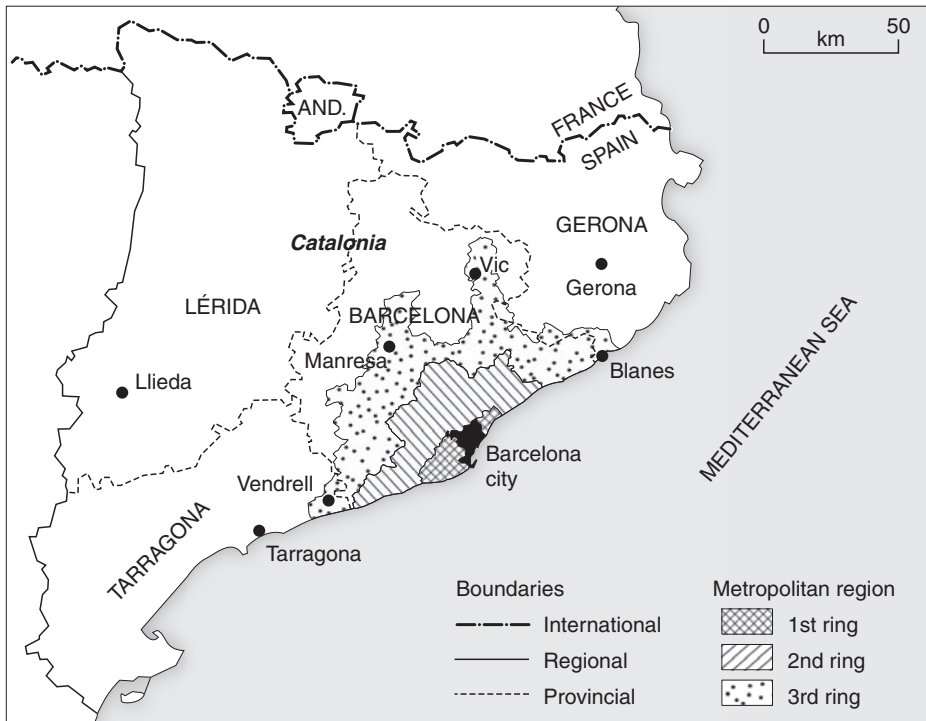 0 50
km
AND.
FRANCE
SPAIN
Catalonia
GERONA
Vic
Gerona
LÉRIDA
BARCELONA
Manresa
Blanes
Llieda
MEDITERRANEAN SEA
Barcelona
city
Vendrell
TARRAGONA
Tarragona
Boundaries
International
Regional
Provincial
Metropolitan region
1st ring
2nd ring
3rd ring